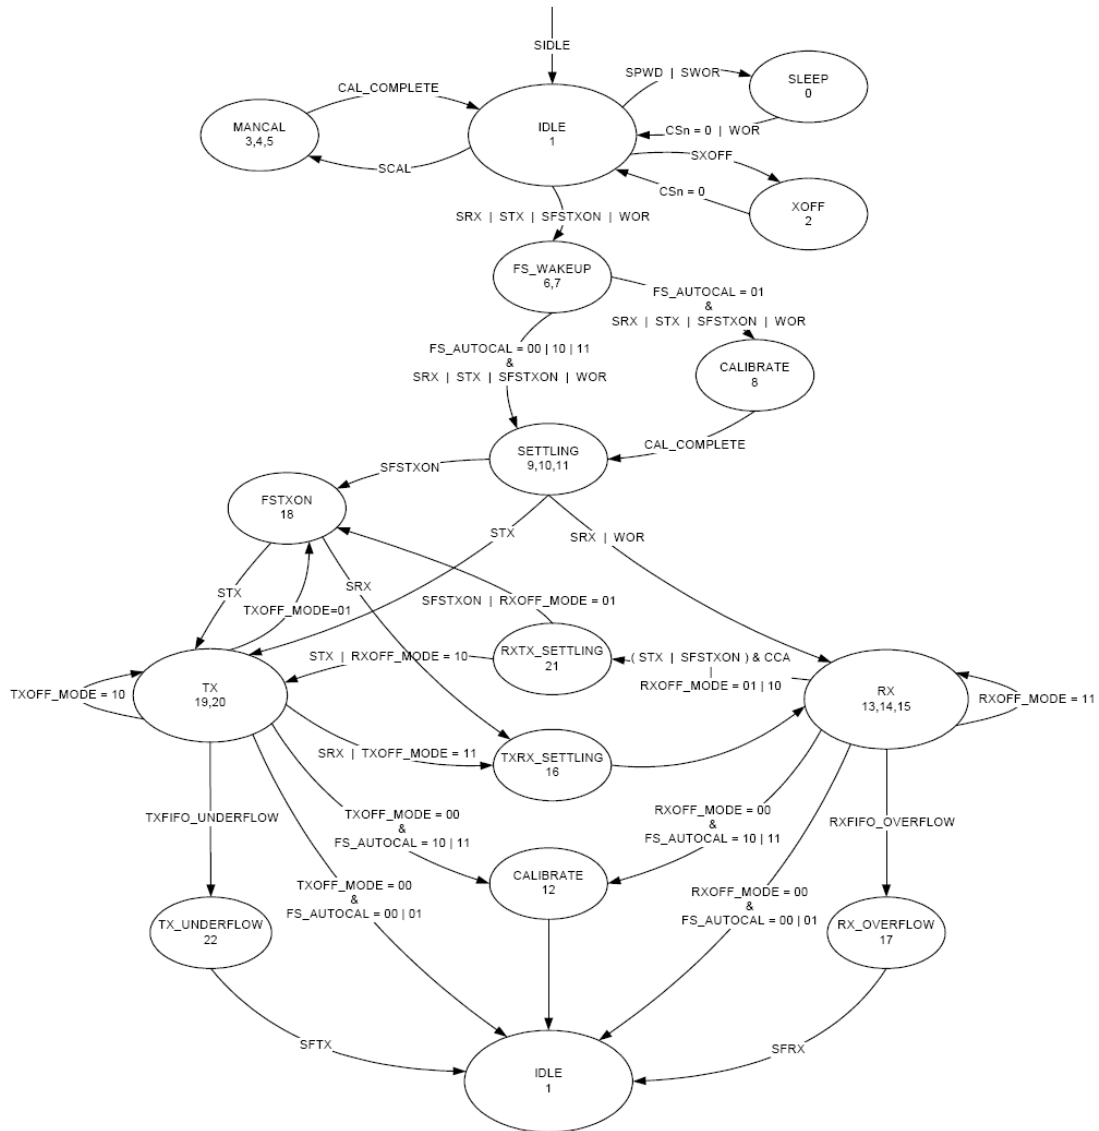 SIDLE
SPWD | SWOR
SLEEP
0
CAL_COMPLETE
MANCAL
3,4,5
IDLE
1
CSn = 0 | WOR
SCAL
SXOFF
CSn = 0
XOFF
2
SRX | STX | SFSTXON | WOR
FS_WAKEUP
6,7
FS_AUTOCAL = 01
&
SRX | STX | SFSTXON | WOR
FS_AUTOCAL = 00 | 10 | 11
&
SRX | STX | SFSTXON | WOR
CALIBRATE
8
CAL_COMPLETE
SETTLING
9,10,11
SFSTXON
FSTXON
18
STX
SRX | WOR
STX
SRX
TXOFF_MODE=01
SFSTXON | RXOFF_MODE = 01
RXTX_SETTLING
21
STX | RXOFF_MODE = 10
( STX | SFSTXON ) & CCA
|
RXOFF_MODE = 01 | 10
TXOFF_MODE = 10
TX
19,20
RX
13,14,15
RXOFF_MODE = 11
SRX | TXOFF_MODE = 11
TXRX_SETTLING
16
TXFIFO_UNDERFLOW
TXOFF_MODE = 00
&
FS_AUTOCAL = 10 | 11
RXOFF_MODE = 00
&
FS_AUTOCAL = 10 | 11
RXFIFO_OVERFLOW
TXOFF_MODE = 00
&
FS_AUTOCAL = 00 | 01
CALIBRATE
12
RXOFF_MODE = 00
&
FS_AUTOCAL = 00 | 01
TX_UNDERFLOW
22
RX_OVERFLOW
17
SFTX
SFRX
IDLE
1